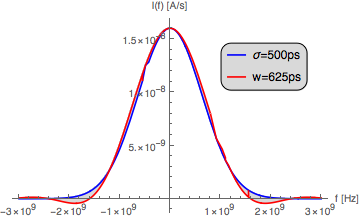 I(f) [A/s]
1.5×10⁻⁸
1.×10⁻⁸
5.×10⁻⁹
σ=500ps
w=625ps
f [Hz]
−3×10⁹ −2×10⁹ −1×10⁹ 1×10⁹ 2×10⁹ 3×10⁹